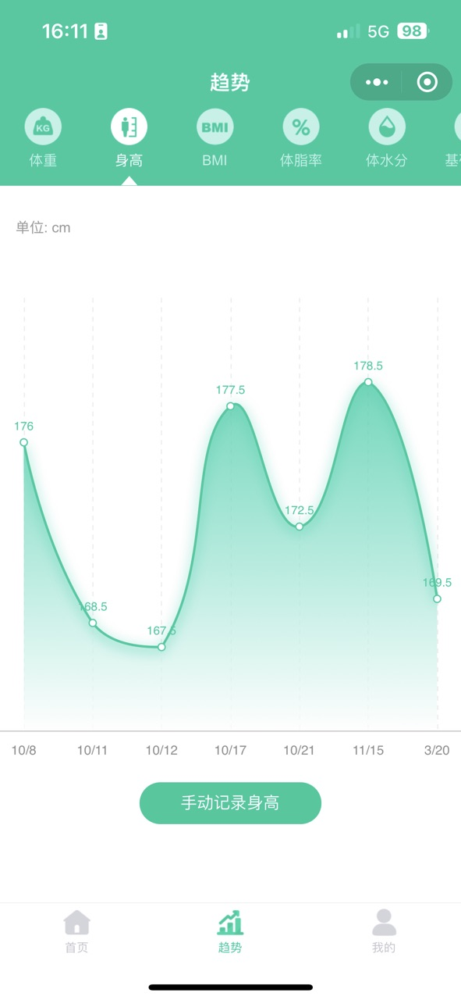 16:11
5G 98
趋势
KG
BMI
%
体重
身高
BMI
体脂率
体水分
单位: cm
178.5
177.5
176
172.5
169.5
168.5
167.5
10/8
10/11
10/12
10/17
10/21
11/15
3/20
手动记录身高
首页
趋势
我的